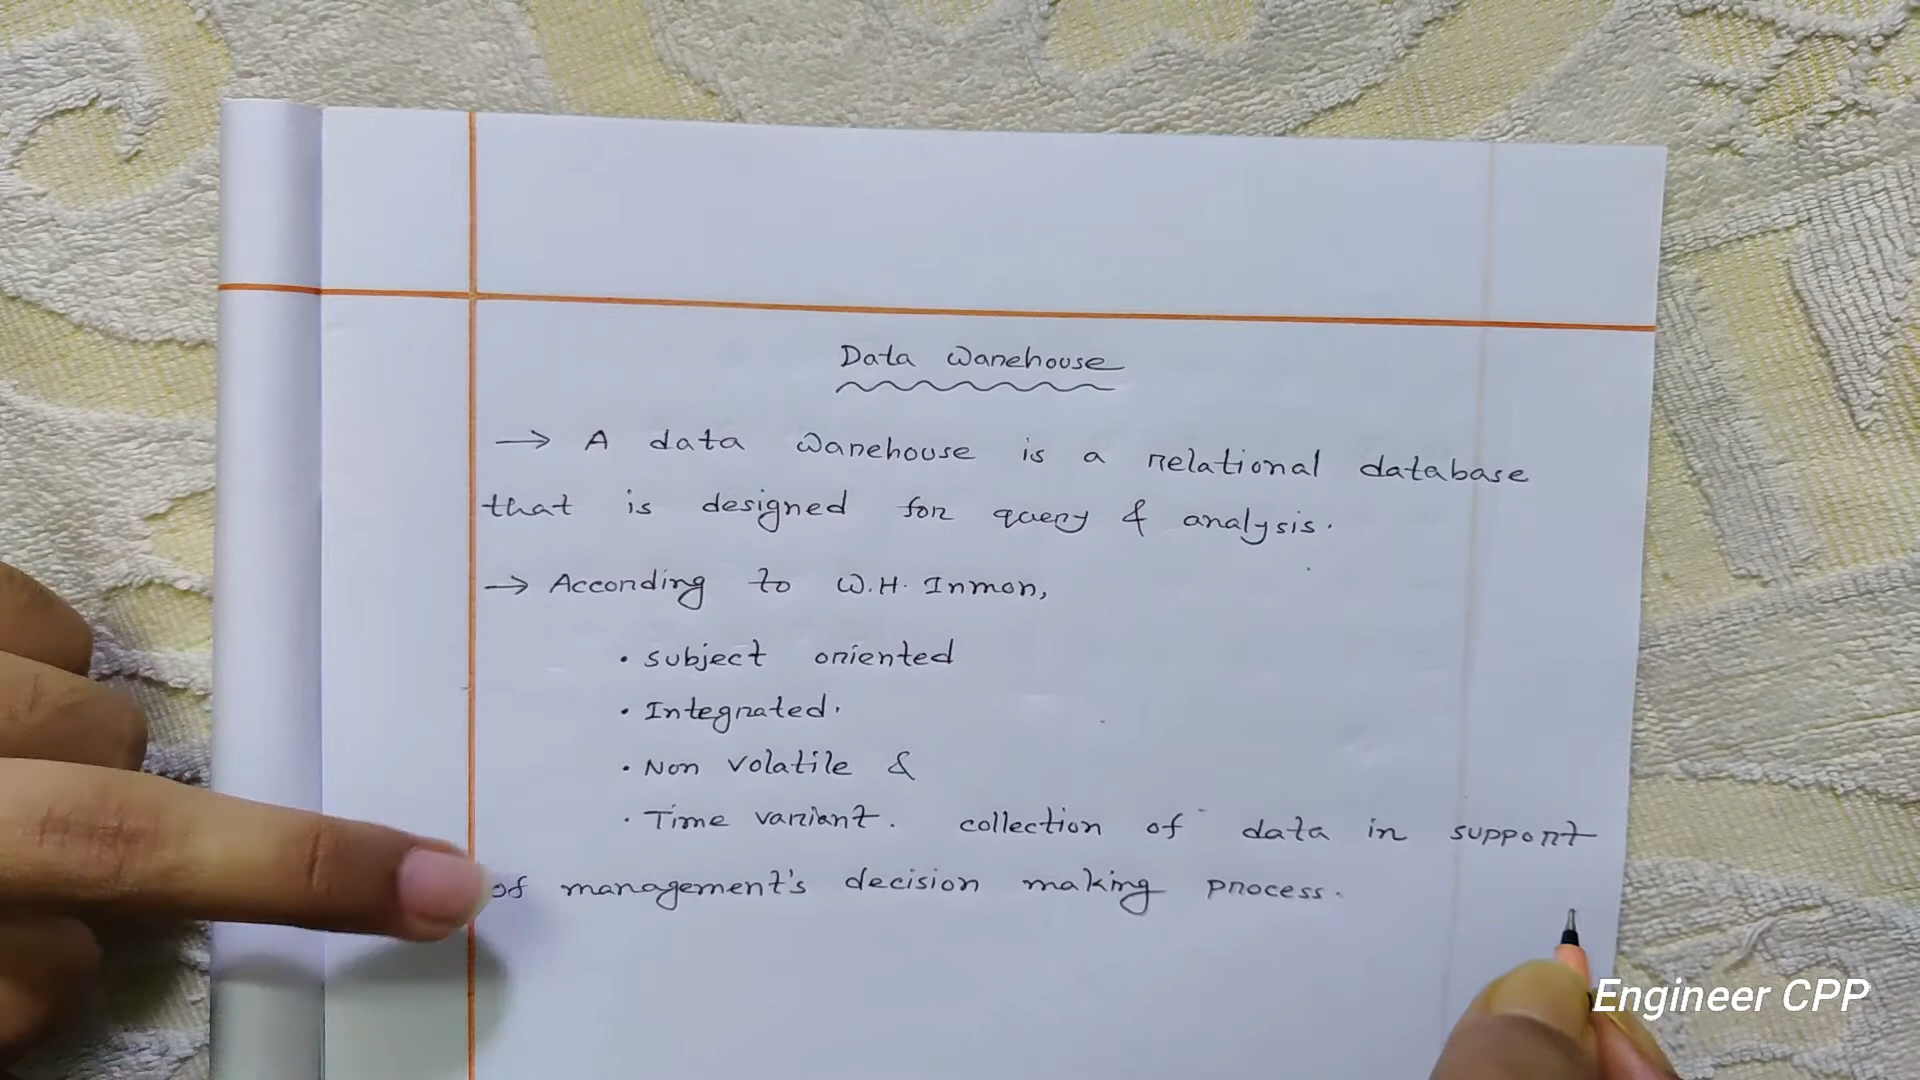 Data Warehouse
→ A data warehouse is a relational database
that is designed for query & analysis.
→ According to W.H. Inmon,
• Subject oriented
• Integrated.
• Non volatile &
• Time variant. collection of data in support
of management's decision making process.
Engineer CPP